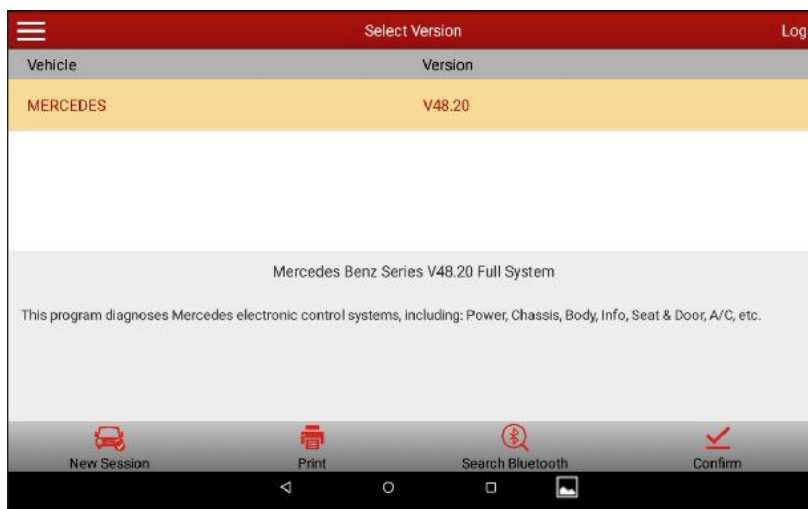 Select Version
Log
Vehicle Version
MERCEDES V48.20
Mercedes Benz Series V48.20 Full System
This program diagnoses Mercedes electronic control systems, including: Power, Chassis, Body, Info, Seat & Door, A/C, etc.
New Session Print Search Bluetooth Confirm